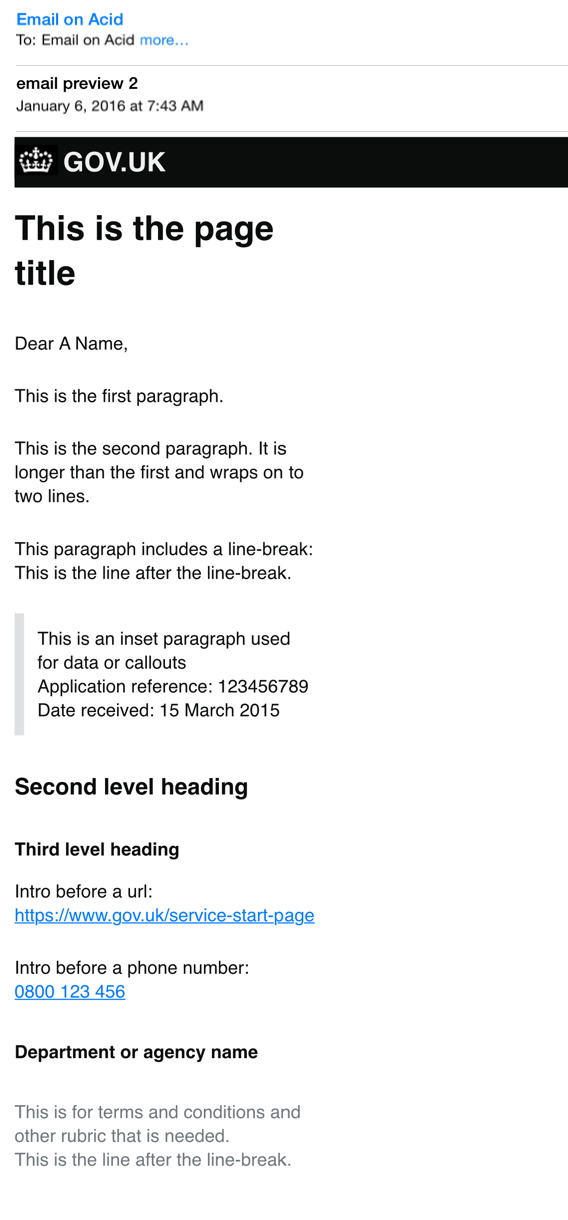 Email on Acid
To: Email on Acid more...
email preview 2
January 6, 2016 at 7:43 AM
GOV.UK
This is the page
title
Dear A Name,
This is the first paragraph.
This is the second paragraph. It is
longer than the first and wraps on to
two lines.
This paragraph includes a line-break:
This is the line after the line-break.
This is an inset paragraph used
for data or callouts
Application reference: 123456789
Date received: 15 March 2015
Second level heading
Third level heading
Intro before a url:
https://www.gov.uk/service-start-page
Intro before a phone number:
0800 123 456
Department or agency name
This is for terms and conditions and
other rubric that is needed.
This is the line after the line-break.